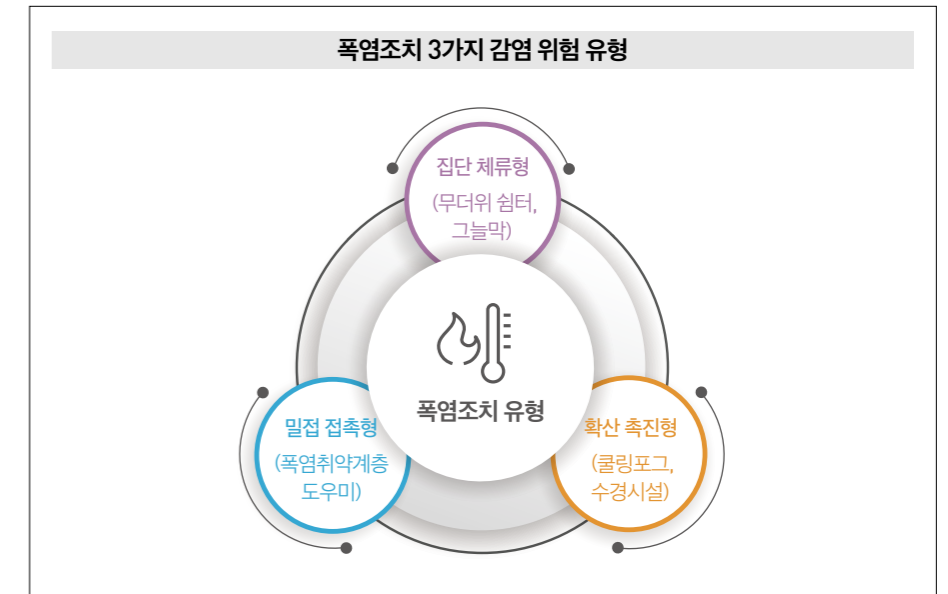 폭염조치 3가지 감염 위험 유형
집단 체류형
(무더위 쉼터,
그늘막)
폭염조치 유형
밀접 접촉형
(폭염취약계층
도우미)
확산 촉진형
(쿨링포그,
수경시설)